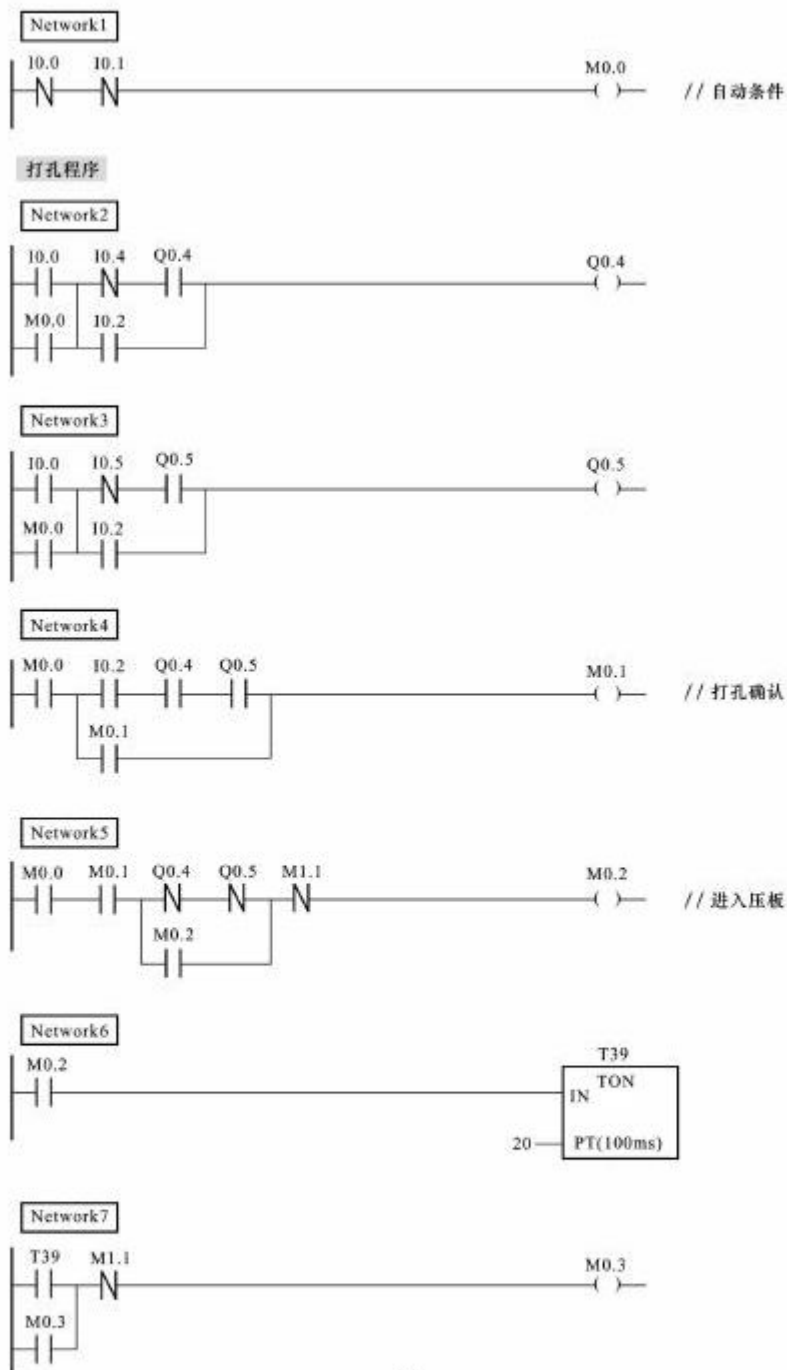 Network1
I0.0 I0.1 M0.0 // 自动条件
打孔程序
Network2
I0.0 I0.4 Q0.4 Q0.4
M0.0 I0.2
Network3
I0.0 I0.5 Q0.5 Q0.5
M0.0 I0.2
Network4
M0.0 I0.2 Q0.4 Q0.5 M0.1 // 打孔确认
M0.1
Network5
M0.0 M0.1 Q0.4 Q0.5 M1.1 M0.2 // 进入压板
M0.2
Network6
M0.2 T39
IN TON
20 PT(100ms)
Network7
T39 M1.1 M0.3
M0.3